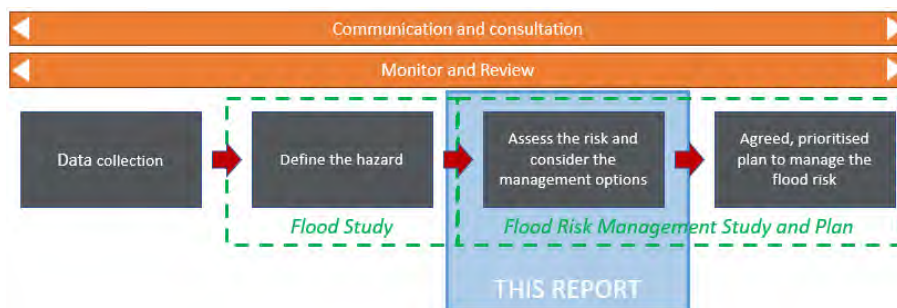 Communication and consultation
Monitor and Review
Data collection
Define the hazard
Assess the risk and
consider the
management options
Agreed, prioritised
plan to manage the
flood risk
Flood Study
Flood Risk Management Study and Plan
THIS REPORT